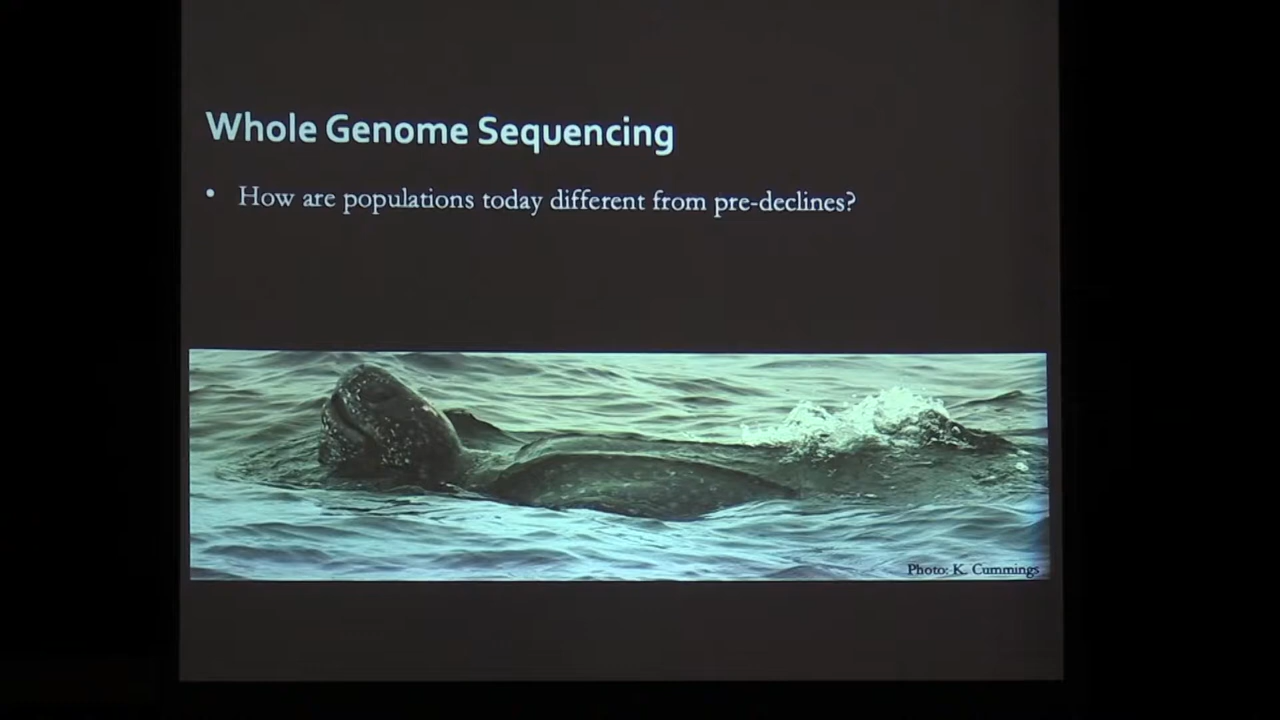 Whole Genome Sequencing
• How are populations today different from pre-declines?
Photo: K. Cummings